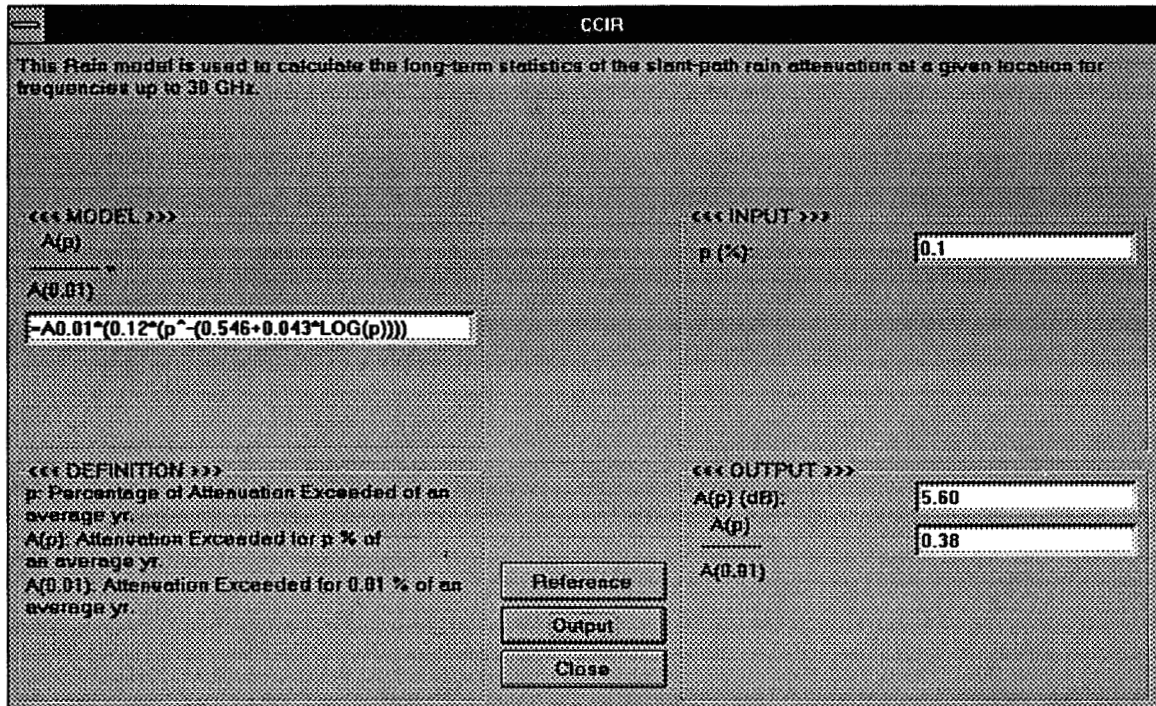 CCIR
This Rain model is used to calculate the long-term statistics of the slant-path rain attenuation at a given location for
frequencies up to 30 GHz.
<<< MODEL >>>
A(p)
———— =
A(0.01)
=A0.01*(0.12*(p^-(0.546+0.043*LOG(p))))
<<< INPUT >>>
p (%):
0.1
<<< DEFINITION >>>
p: Percentage of Attenuation Exceeded of an
average yr.
A(p): Attenuation Exceeded for p % of
an average yr.
A(0.01): Attenuation Exceeded for 0.01 % of an
average yr.
Reference
Output
Close
<<< OUTPUT >>>
A(p) (dB):
5.60
A(p)
————
A(0.01)
0.38